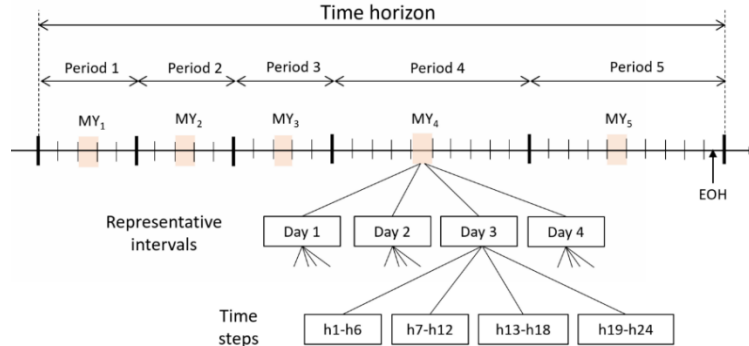 Time horizon
Period 1 Period 2 Period 3 Period 4 Period 5
MY₁ MY₂ MY₃ MY₄ MY₅
EOH
Representative
intervals
Day 1 Day 2 Day 3 Day 4
Time
steps
h1-h6 h7-h12 h13-h18 h19-h24